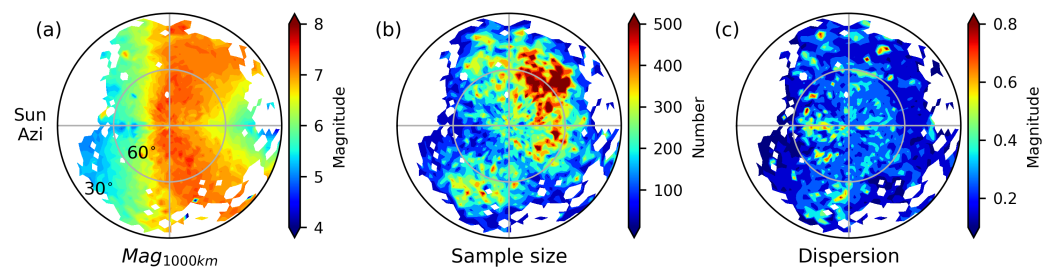 (a)
Sun
Azi
60°
30°
8
7
6
5
4
Magnitude
Mag1000km
(b)
500
400
300
200
100
Number
Sample size
(c)
0.8
0.6
0.4
0.2
Magnitude
Dispersion